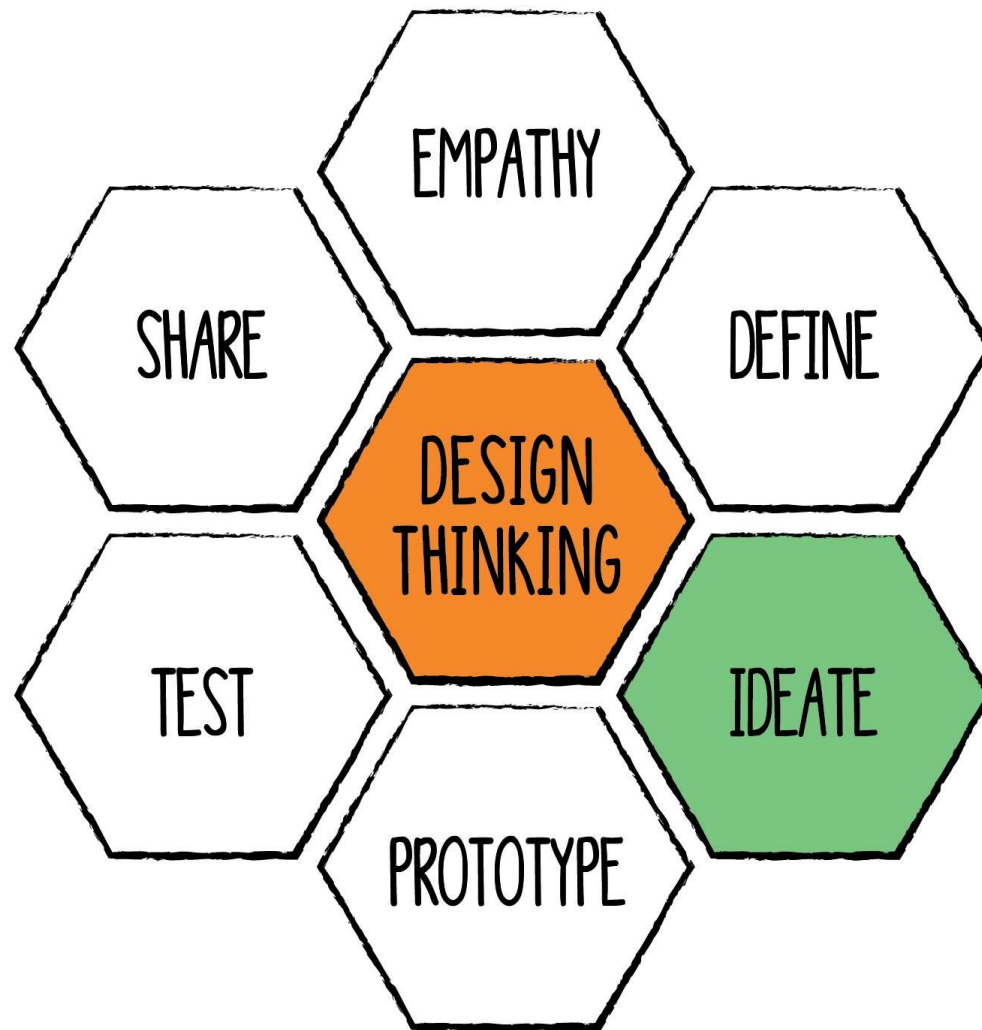 EMPATHY
SHARE
DEFINE
DESIGN
THINKING
TEST
IDEATE
PROTOTYPE